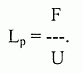 F
Lp = ---.
U